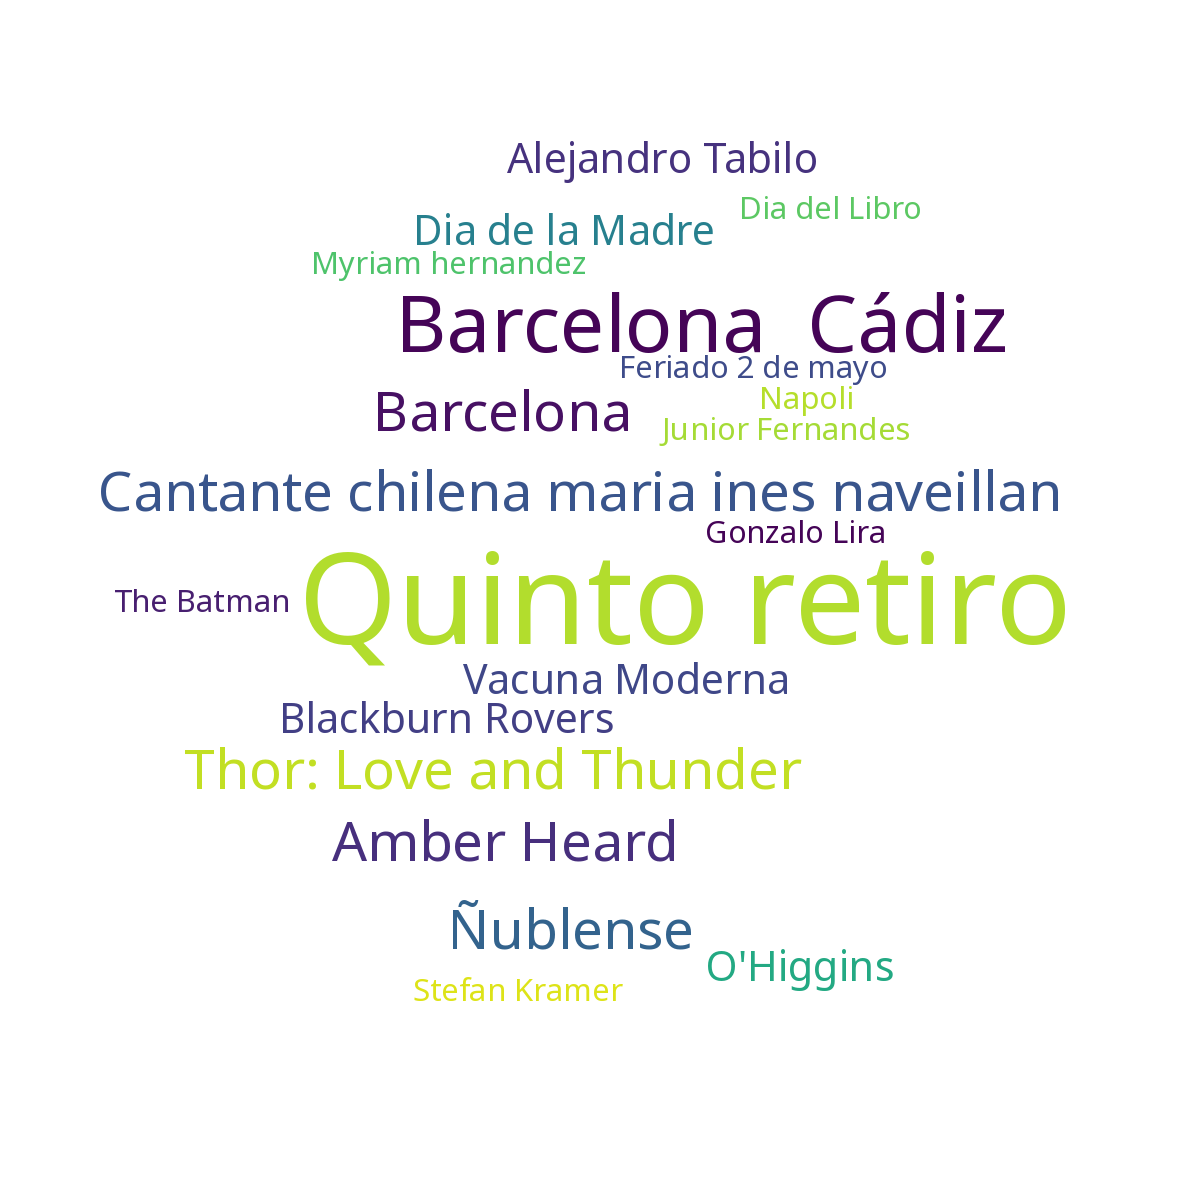 Alejandro Tabilo
Dia del Libro
Dia de la Madre
Myriam hernandez
Barcelona  Cádiz
Feriado 2 de mayo
Barcelona
Napoli
Junior Fernandes
Cantante chilena maria ines naveillan
Gonzalo Lira
The Batman
Quinto retiro
Vacuna Moderna
Blackburn Rovers
Thor: Love and Thunder
Amber Heard
Ñublense
O'Higgins
Stefan Kramer